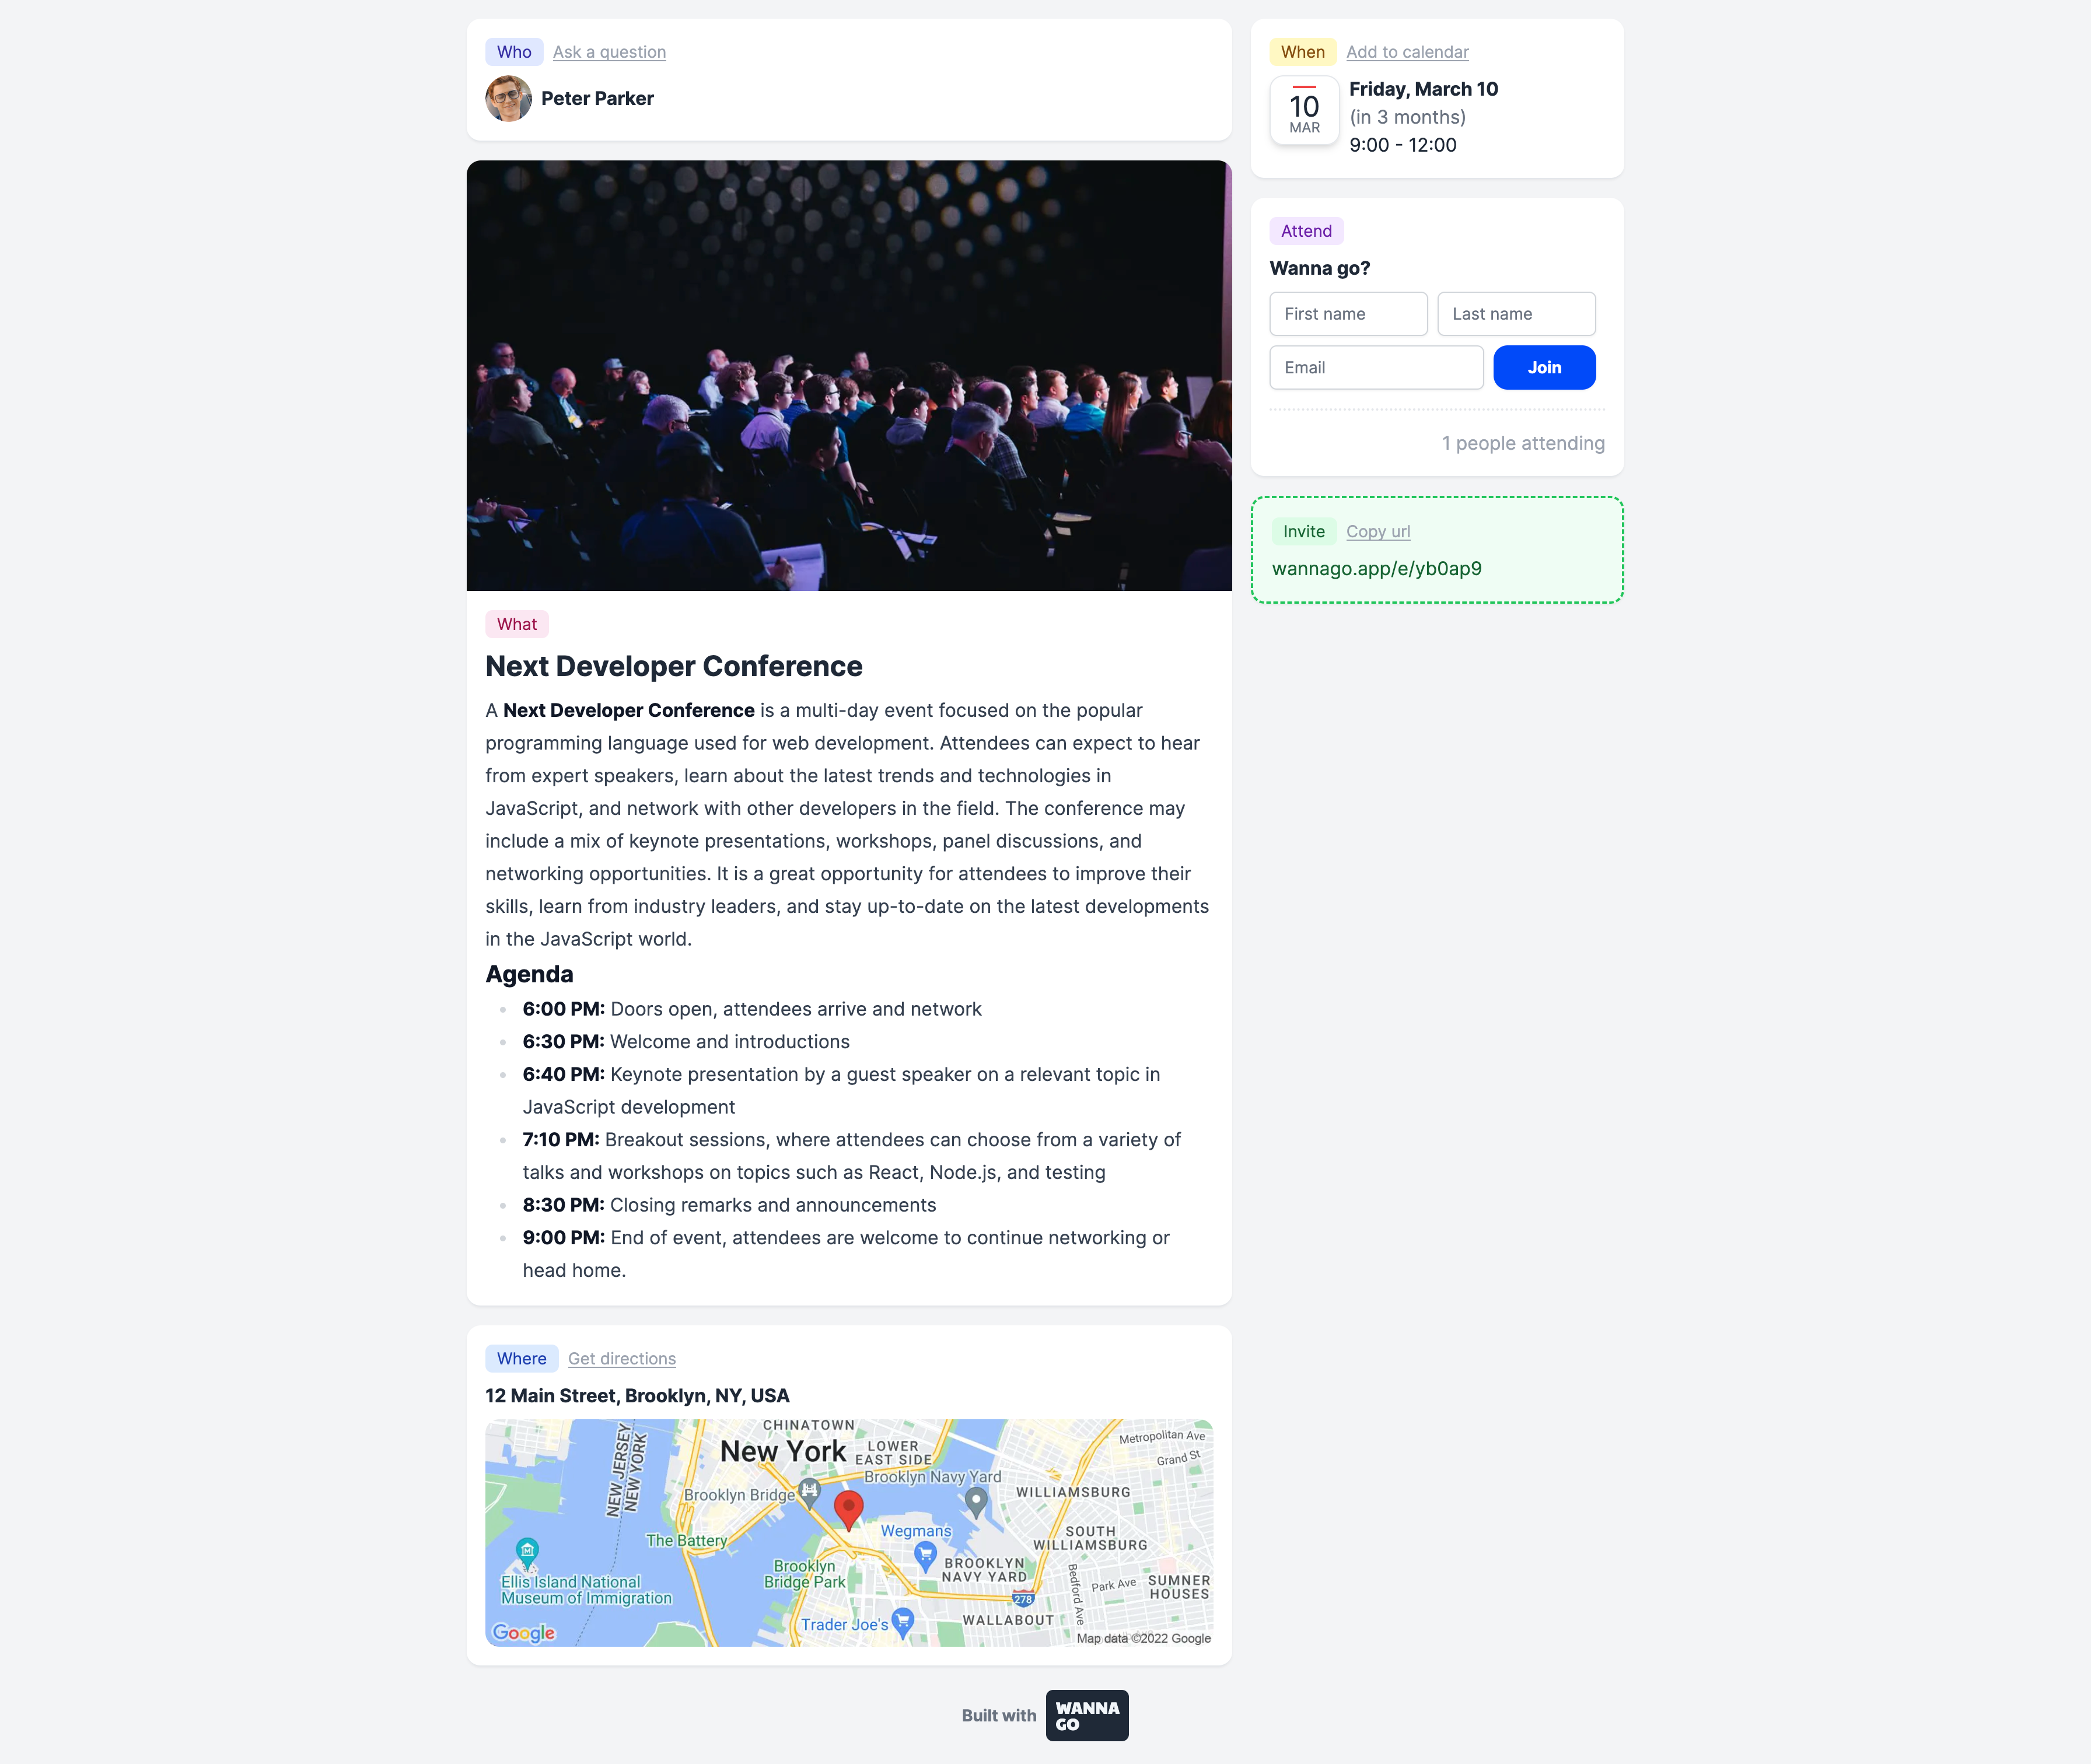 Who Ask a question
Peter Parker
What
Next Developer Conference
A Next Developer Conference is a multi-day event focused on the popular
programming language used for web development. Attendees can expect to hear
from expert speakers, learn about the latest trends and technologies in
JavaScript, and network with other developers in the field. The conference may
include a mix of keynote presentations, workshops, panel discussions, and
networking opportunities. It is a great opportunity for attendees to improve their
skills, learn from industry leaders, and stay up-to-date on the latest developments
in the JavaScript world.
Agenda
6:00 PM: Doors open, attendees arrive and network
6:30 PM: Welcome and introductions
6:40 PM: Keynote presentation by a guest speaker on a relevant topic in
JavaScript development
7:10 PM: Breakout sessions, where attendees can choose from a variety of
talks and workshops on topics such as React, Node.js, and testing
8:30 PM: Closing remarks and announcements
9:00 PM: End of event, attendees are welcome to continue networking or
head home.
Where Get directions
12 Main Street, Brooklyn, NY, USA
CHINATOWN
New York
LOWER
EAST SIDE
Metropolitan Ave
Grand St
NEW JERSEY
NEW YORK
Brooklyn Bridge
Brooklyn Navy Yard
WILLIAMSBURG
The Battery
Wegmans
SOUTH
WILLIAMSBURG
Brooklyn
Bridge Park
BROOKLYN
NAVY YARD
Bedford Ave
Park Ave
SUMNER
HOUSES
Ellis Island National
Museum of Immigration
278
Trader Joe's
WALLABOUT
Google
Map data ©2022 Google
When Add to calendar
10
MAR
Friday, March 10
(in 3 months)
9:00 - 12:00
Attend
Wanna go?
First name Last name
Email Join
1 people attending
Invite Copy url
wannago.app/e/yb0ap9
Built with WANNA
GO